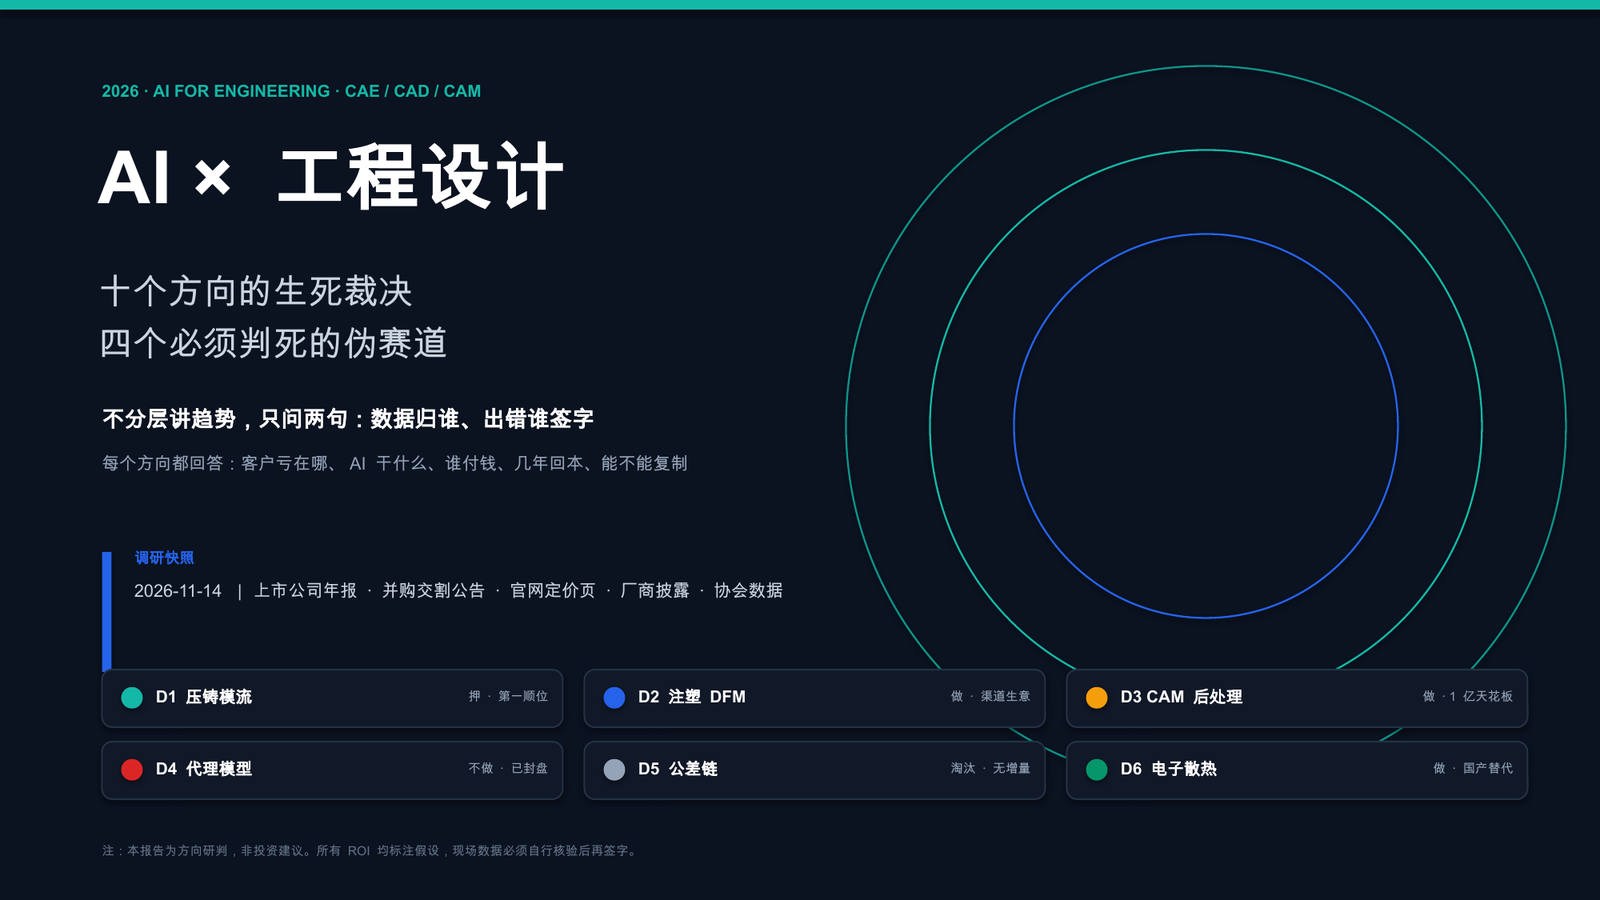 2026 · AI FOR ENGINEERING · CAE / CAD / CAM
AI × 工程设计
十个方向的生死裁决
四个必须判死的伪赛道
不分层讲趋势，只问两句：数据归谁、出错谁签字
每个方向都回答：客户亏在哪、 AI 干什么、谁付钱、几年回本、能不能复制
调研快照
2026-11-14 | 上市公司年报 · 并购交割公告 · 官网定价页 · 厂商披露 · 协会数据
D1 压铸模流 押 · 第一顺位
D2 注塑 DFM 做 · 渠道生意
D3 CAM 后处理 做 · 1 亿天花板
D4 代理模型 不做 · 已封盘
D5 公差链 淘汰 · 无增量
D6 电子散热 做 · 国产替代
注：本报告为方向研判，非投资建议。所有 ROI 均标注假设，现场数据必须自行核验后再签字。